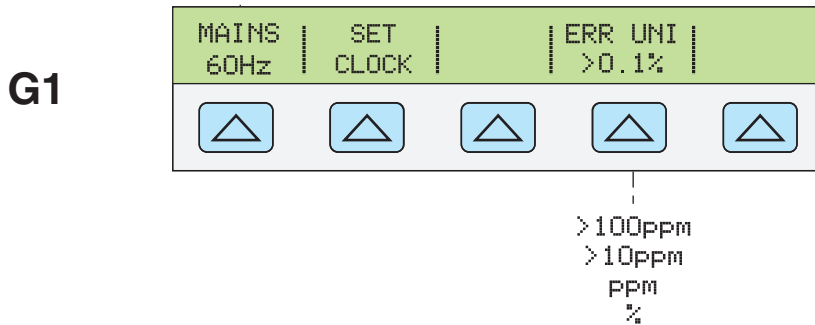 G1
MAINS SET ERR UNI
60Hz CLOCK >0.1%
>100ppm
>10ppm
ppm
%